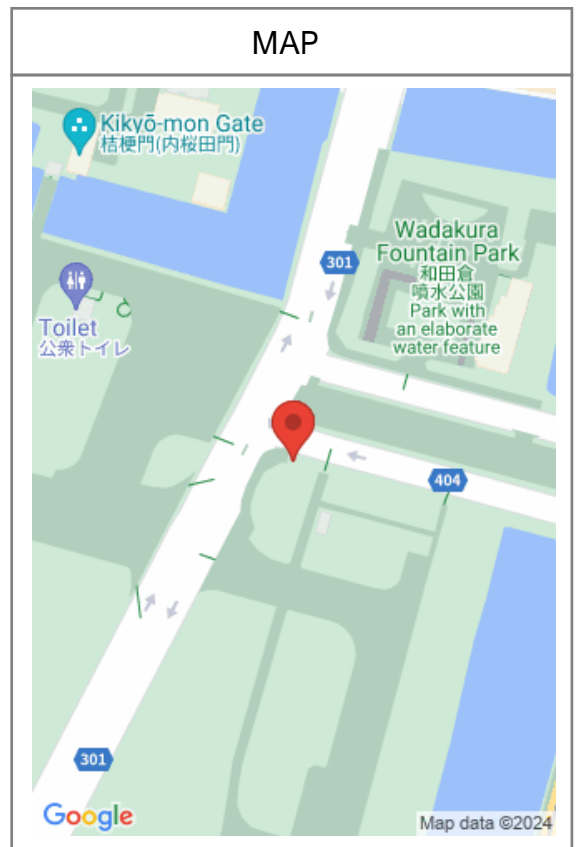 MAP
Kikyō-mon Gate
桔梗門(内桜田門)
Wadakura
Fountain Park
和田倉
噴水公園
Park with
an elaborate
water feature
301
Toilet
公衆トイレ
404
301
Google
Map data ©2024